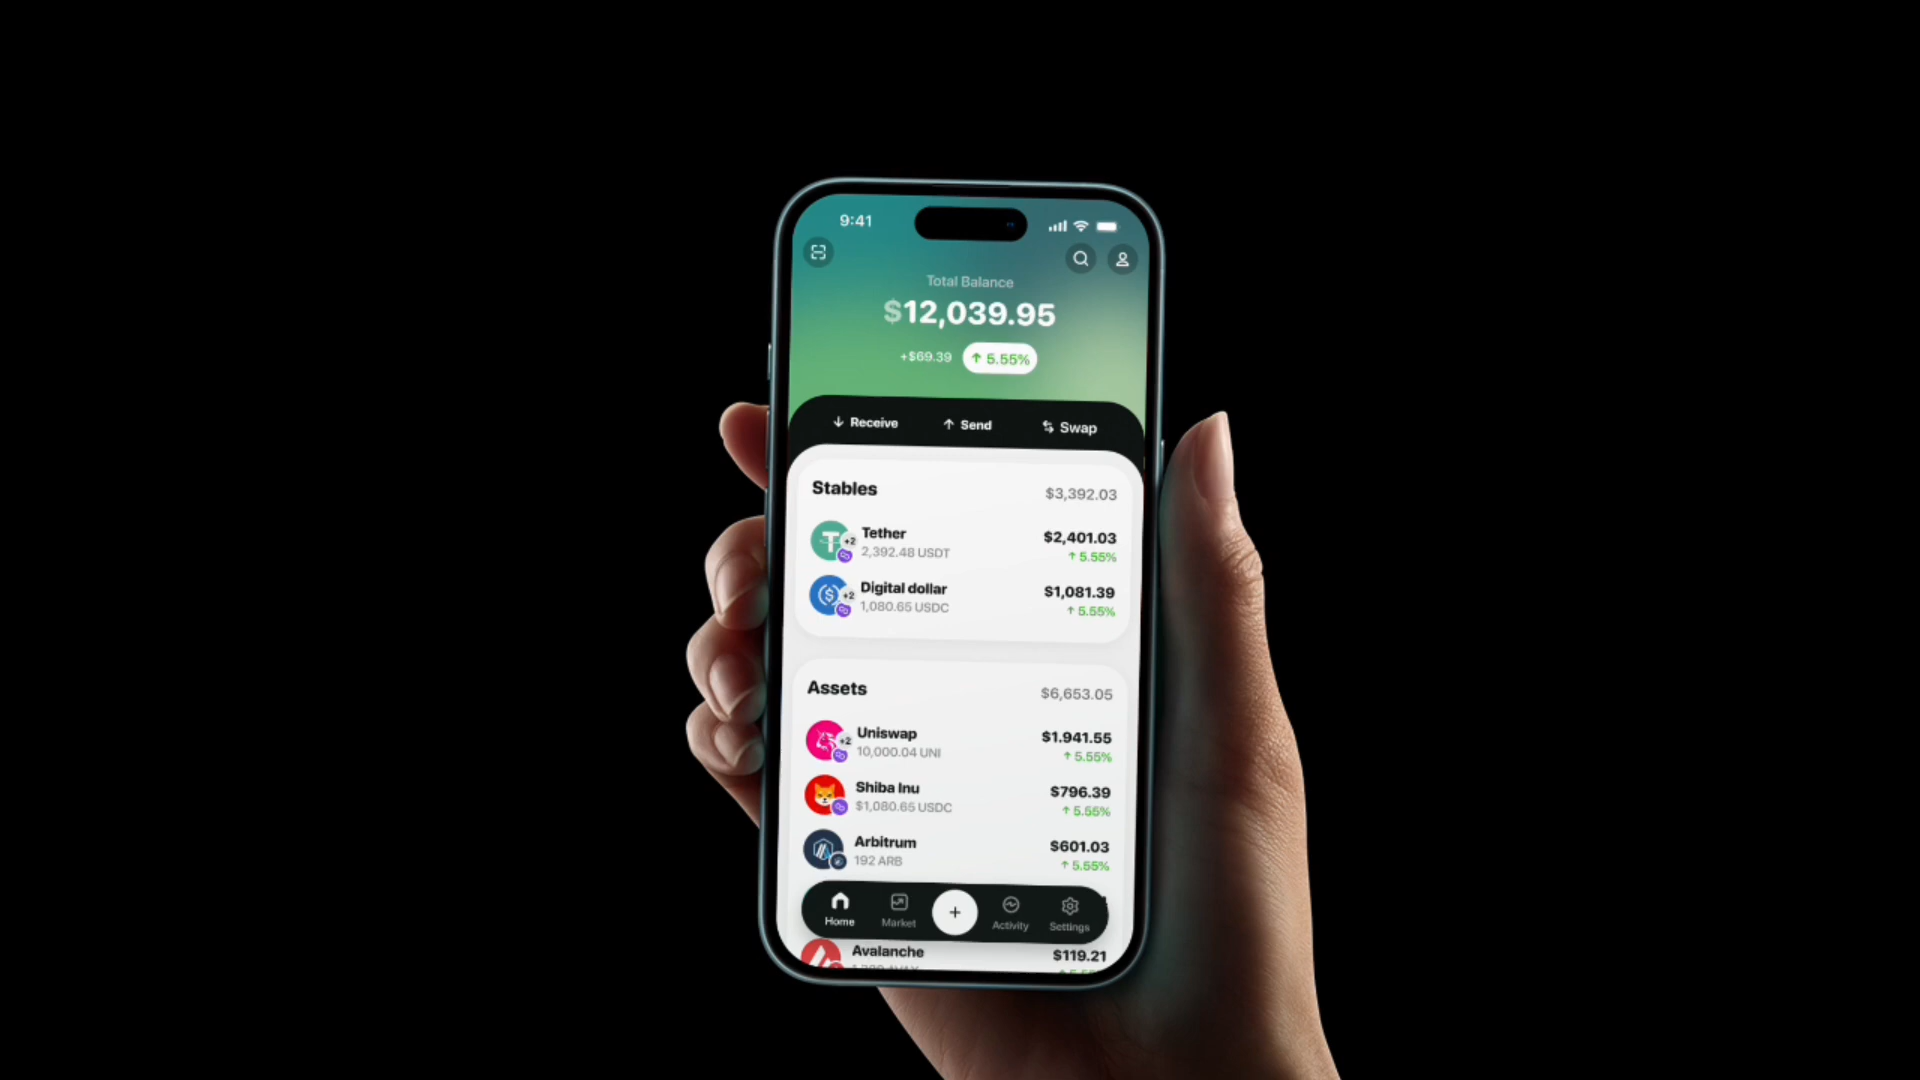 9:41
Total Balance
$12,039.95
+$69.39 ↑ 5.55%
↓ Receive ↑ Send Swap
Stables $3,392.03
Tether $2,401.03
+2
2,392.48 USDT ↑ 5.55%
Digital dollar $1,081.39
+2
1,080.65 USDC ↑ 5.55%
Assets $6,653.05
Uniswap $1.941.55
+2
10,000.04 UNI ↑ 5.55%
Shiba Inu $796.39
$1,080.65 USDC ↑ 5.55%
Arbitrum $601.03
192 ARB ↑ 5.55%
Home Market + Activity Settings
Avalanche $119.21